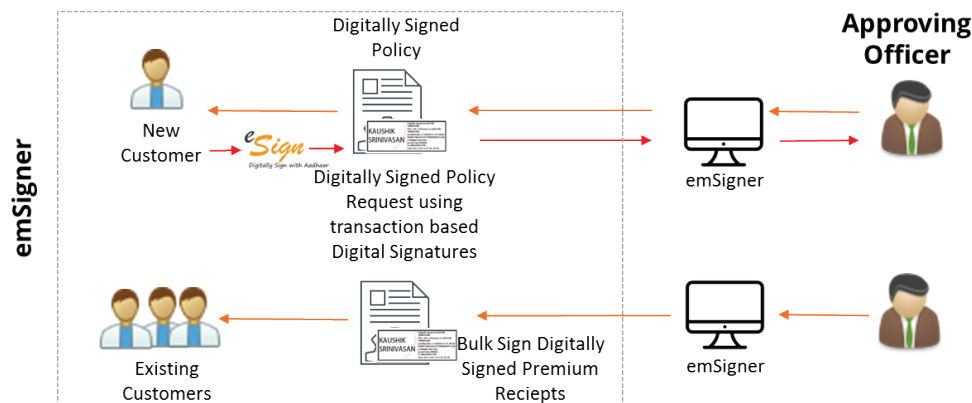 Digitally Signed
Policy
Approving
Officer
New
Customer
eSign
Digitally Sign with Aadhaar
KAUSHIK
SRINIVASAN
emSigner
Digitally Signed Policy
Request using
transaction based
Digital Signatures
emSigner
KAUSHIK
SRINIVASAN
Existing
Customers
Bulk Sign Digitally
Signed Premium
Reciepts
emSigner